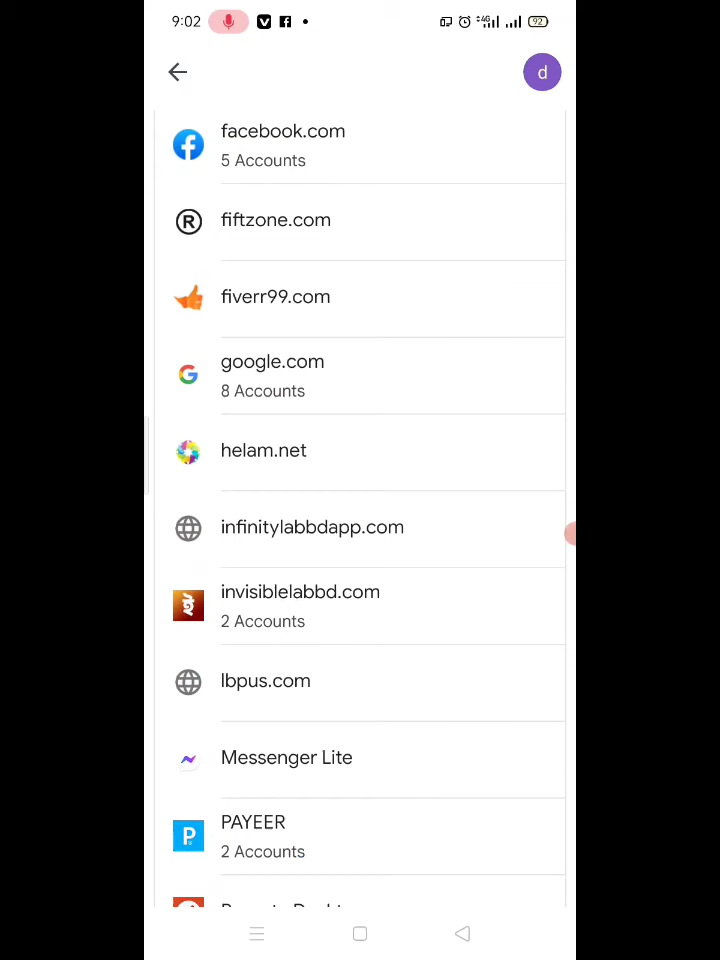 9:02
92
d
facebook.com
5 Accounts
fiftzone.com
fiverr99.com
google.com
8 Accounts
helam.net
infinitylabbdapp.com
invisiblelabbd.com
2 Accounts
lbpus.com
Messenger Lite
PAYEER
2 Accounts